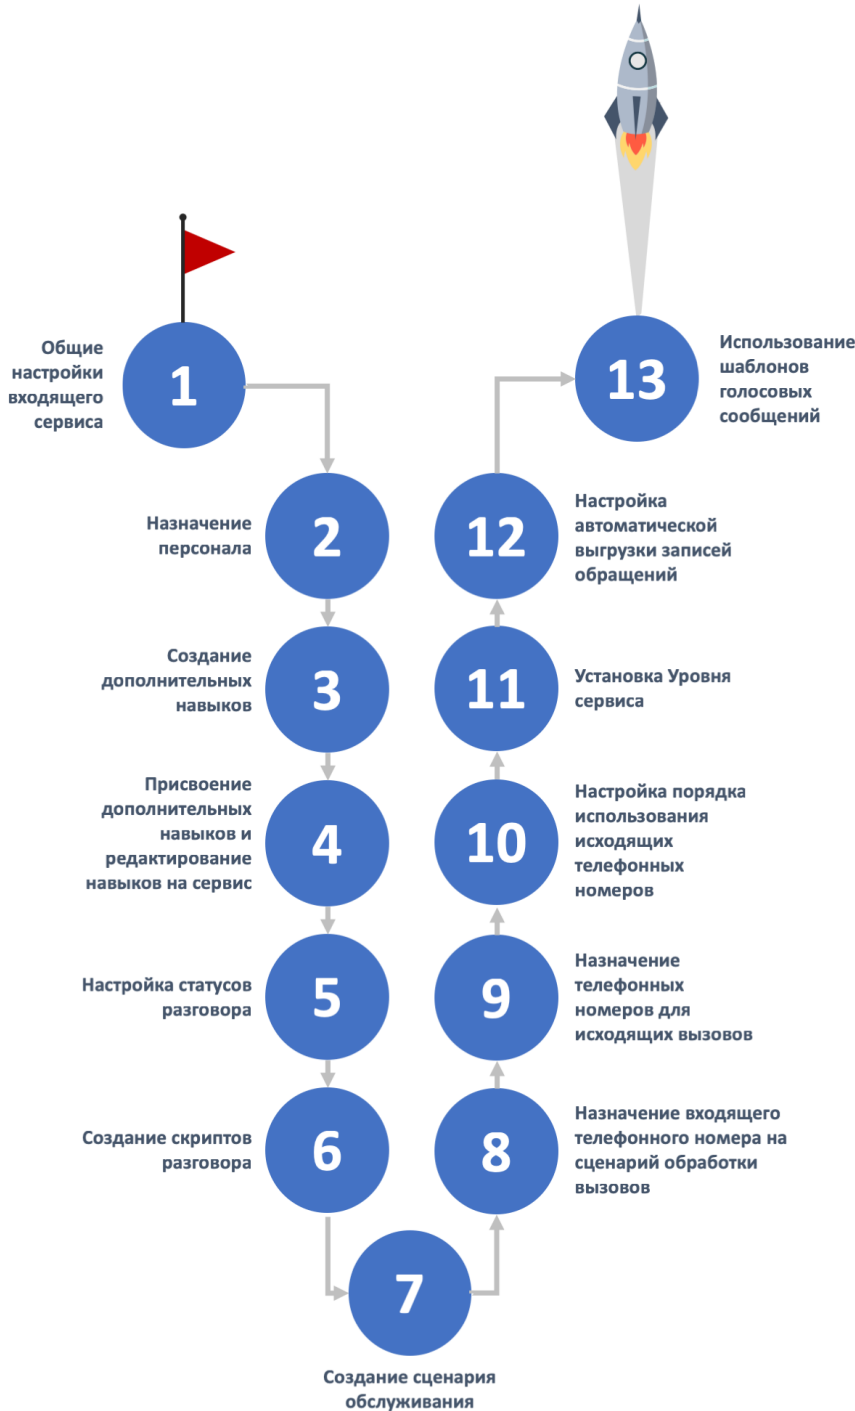 1
Общие
настройки
входящего
сервиса
2
Назначение
персонала
3
Создание
дополнительных
навыков
4
Присвоение
дополнительных
навыков и
редактирование
навыков на сервис
5
Настройка статусов
разговора
6
Создание скриптов
разговора
7
Создание сценария
обслуживания
8
Назначение входящего
телефонного номера на
сценарий обработки
вызовов
9
Назначение
телефонных
номеров для
исходящих вызовов
10
Настройка порядка
использования
исходящих
телефонных
номеров
11
Установка Уровня
сервиса
12
Настройка
автоматической
выгрузки записей
обращений
13
Использование
шаблонов
голосовых
сообщений